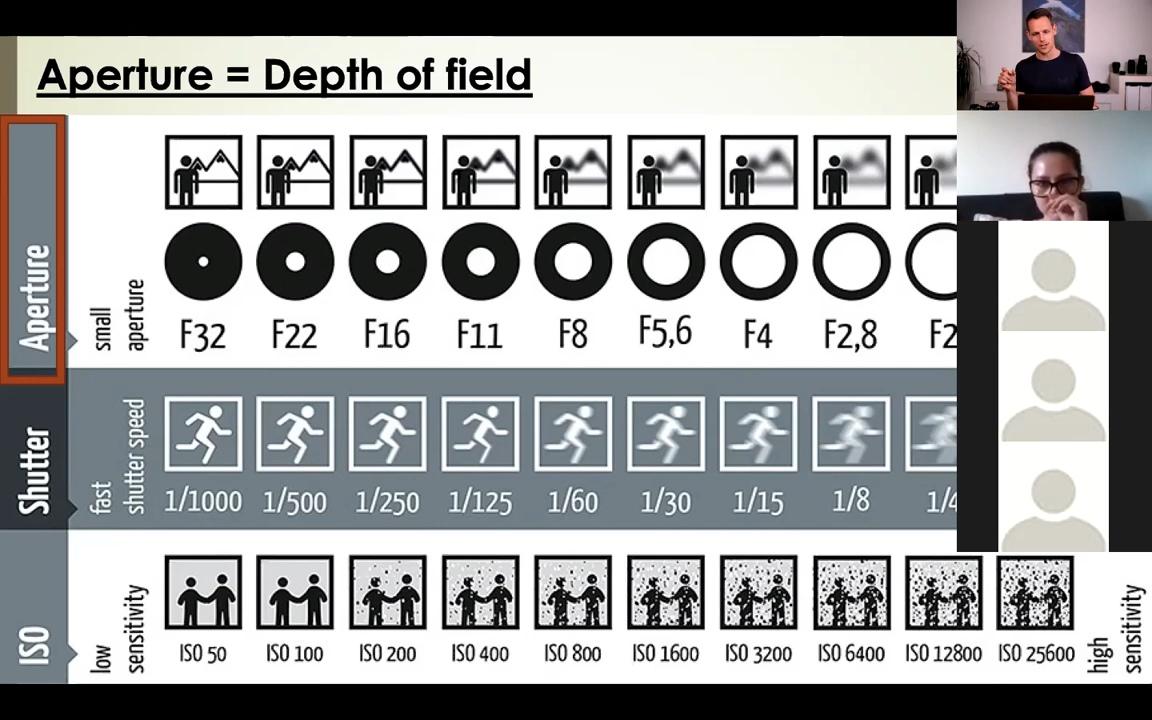 Aperture = Depth of field
Aperture
small
aperture
F32 F22 F16 F11 F8 F5,6 F4 F2,8 F2
Shutter
fast
shutter speed
1/1000 1/500 1/250 1/125 1/60 1/30 1/15 1/8 1/4
ISO
low
sensitivity
ISO 50 ISO 100 ISO 200 ISO 400 ISO 800 ISO 1600 ISO 3200 ISO 6400 ISO 12800 ISO 25600
high
sensitivity